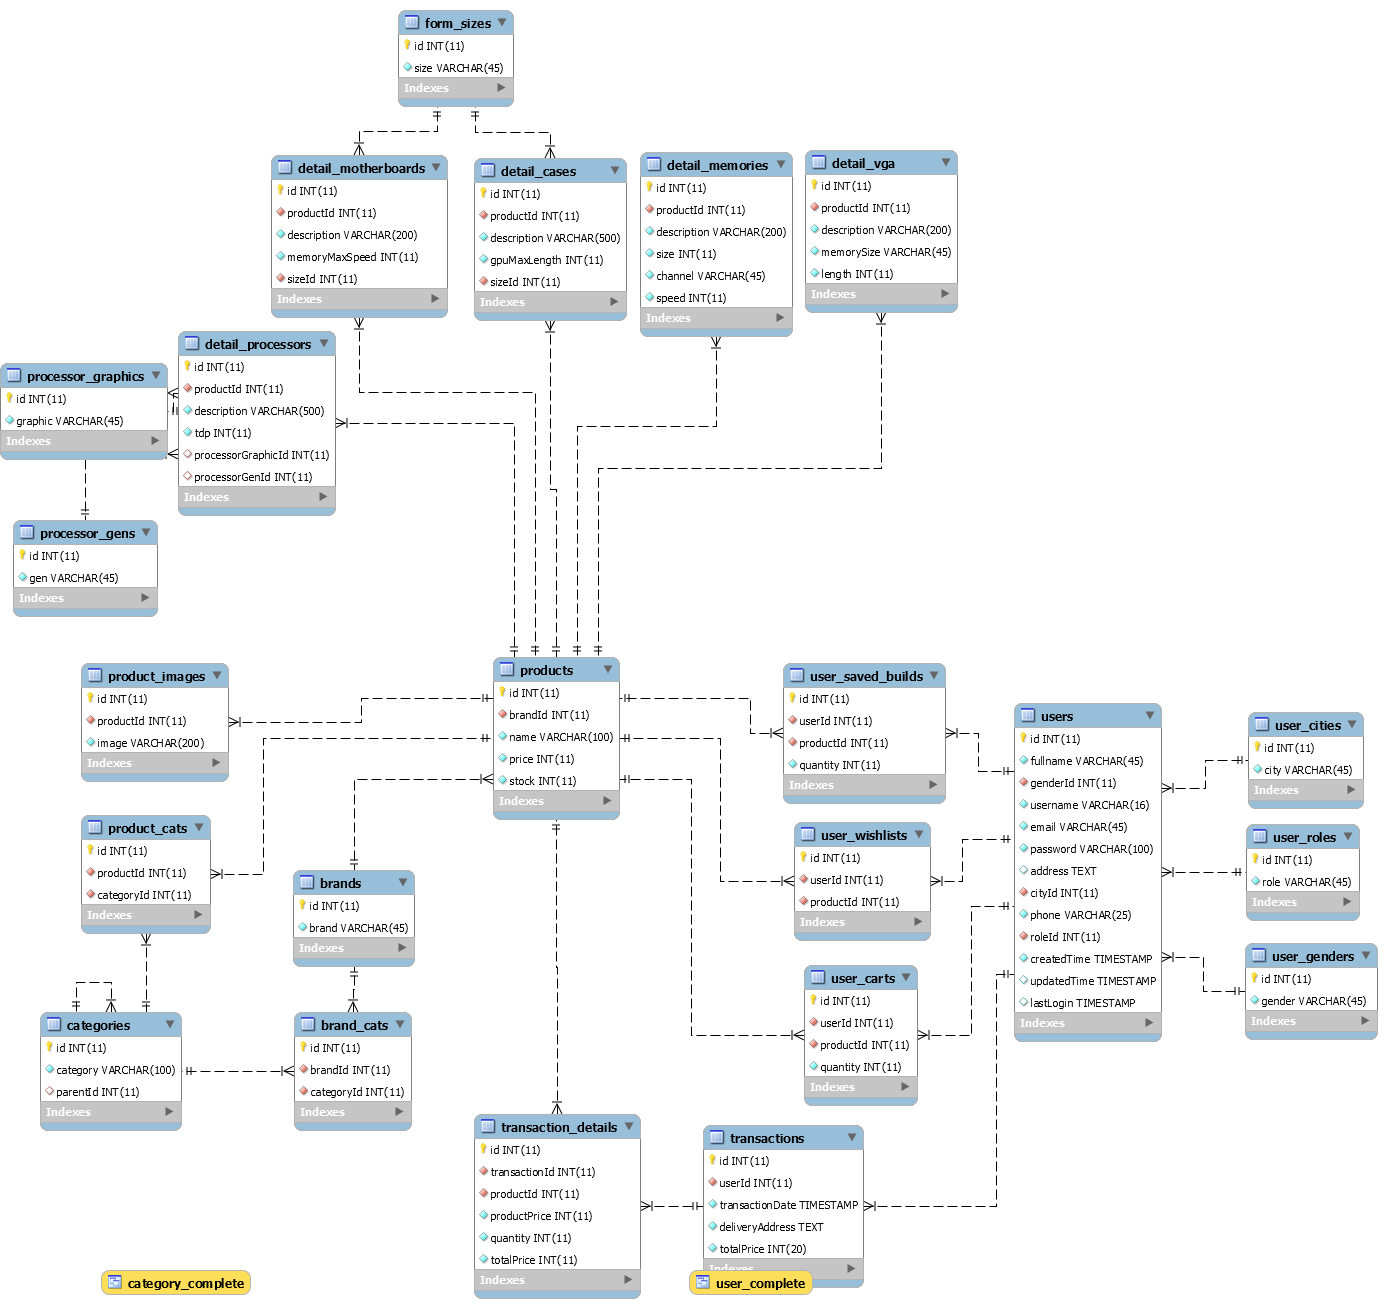 form_sizes
id INT(11)
size VARCHAR(45)
Indexes
detail_motherboards
id INT(11)
productId INT(11)
description VARCHAR(200)
memoryMaxSpeed INT(11)
sizeId INT(11)
Indexes
detail_cases
id INT(11)
productId INT(11)
description VARCHAR(500)
gpuMaxLength INT(11)
sizeId INT(11)
Indexes
detail_memories
id INT(11)
productId INT(11)
description VARCHAR(200)
size INT(11)
channel VARCHAR(45)
speed INT(11)
Indexes
detail_vga
id INT(11)
productId INT(11)
description VARCHAR(200)
memorySize VARCHAR(45)
length INT(11)
Indexes
processor_graphics
id INT(11)
graphic VARCHAR(45)
Indexes
detail_processors
id INT(11)
productId INT(11)
description VARCHAR(500)
tdp INT(11)
processorGraphicId INT(11)
processorGenId INT(11)
Indexes
processor_gens
id INT(11)
gen VARCHAR(45)
Indexes
product_images
id INT(11)
productId INT(11)
image VARCHAR(200)
Indexes
products
id INT(11)
brandId INT(11)
name VARCHAR(100)
price INT(11)
stock INT(11)
Indexes
user_saved_builds
id INT(11)
userId INT(11)
productId INT(11)
quantity INT(11)
Indexes
users
id INT(11)
fullname VARCHAR(45)
genderId INT(11)
username VARCHAR(16)
email VARCHAR(45)
password VARCHAR(100)
address TEXT
cityId INT(11)
phone VARCHAR(25)
roleId INT(11)
createdTime TIMESTAMP
updatedTime TIMESTAMP
lastLogin TIMESTAMP
Indexes
user_cities
id INT(11)
city VARCHAR(45)
Indexes
product_cats
id INT(11)
productId INT(11)
categoryId INT(11)
Indexes
brands
id INT(11)
brand VARCHAR(45)
Indexes
user_wishlists
id INT(11)
userId INT(11)
productId INT(11)
Indexes
user_roles
id INT(11)
role VARCHAR(45)
Indexes
user_carts
id INT(11)
userId INT(11)
productId INT(11)
quantity INT(11)
Indexes
user_genders
id INT(11)
gender VARCHAR(45)
Indexes
categories
id INT(11)
category VARCHAR(100)
parentId INT(11)
Indexes
brand_cats
id INT(11)
brandId INT(11)
categoryId INT(11)
Indexes
transaction_details
id INT(11)
transactionId INT(11)
productId INT(11)
productPrice INT(11)
quantity INT(11)
totalPrice INT(11)
Indexes
transactions
id INT(11)
userId INT(11)
transactionDate TIMESTAMP
deliveryAddress TEXT
totalPrice INT(20)
Indexes
category_complete
user_complete